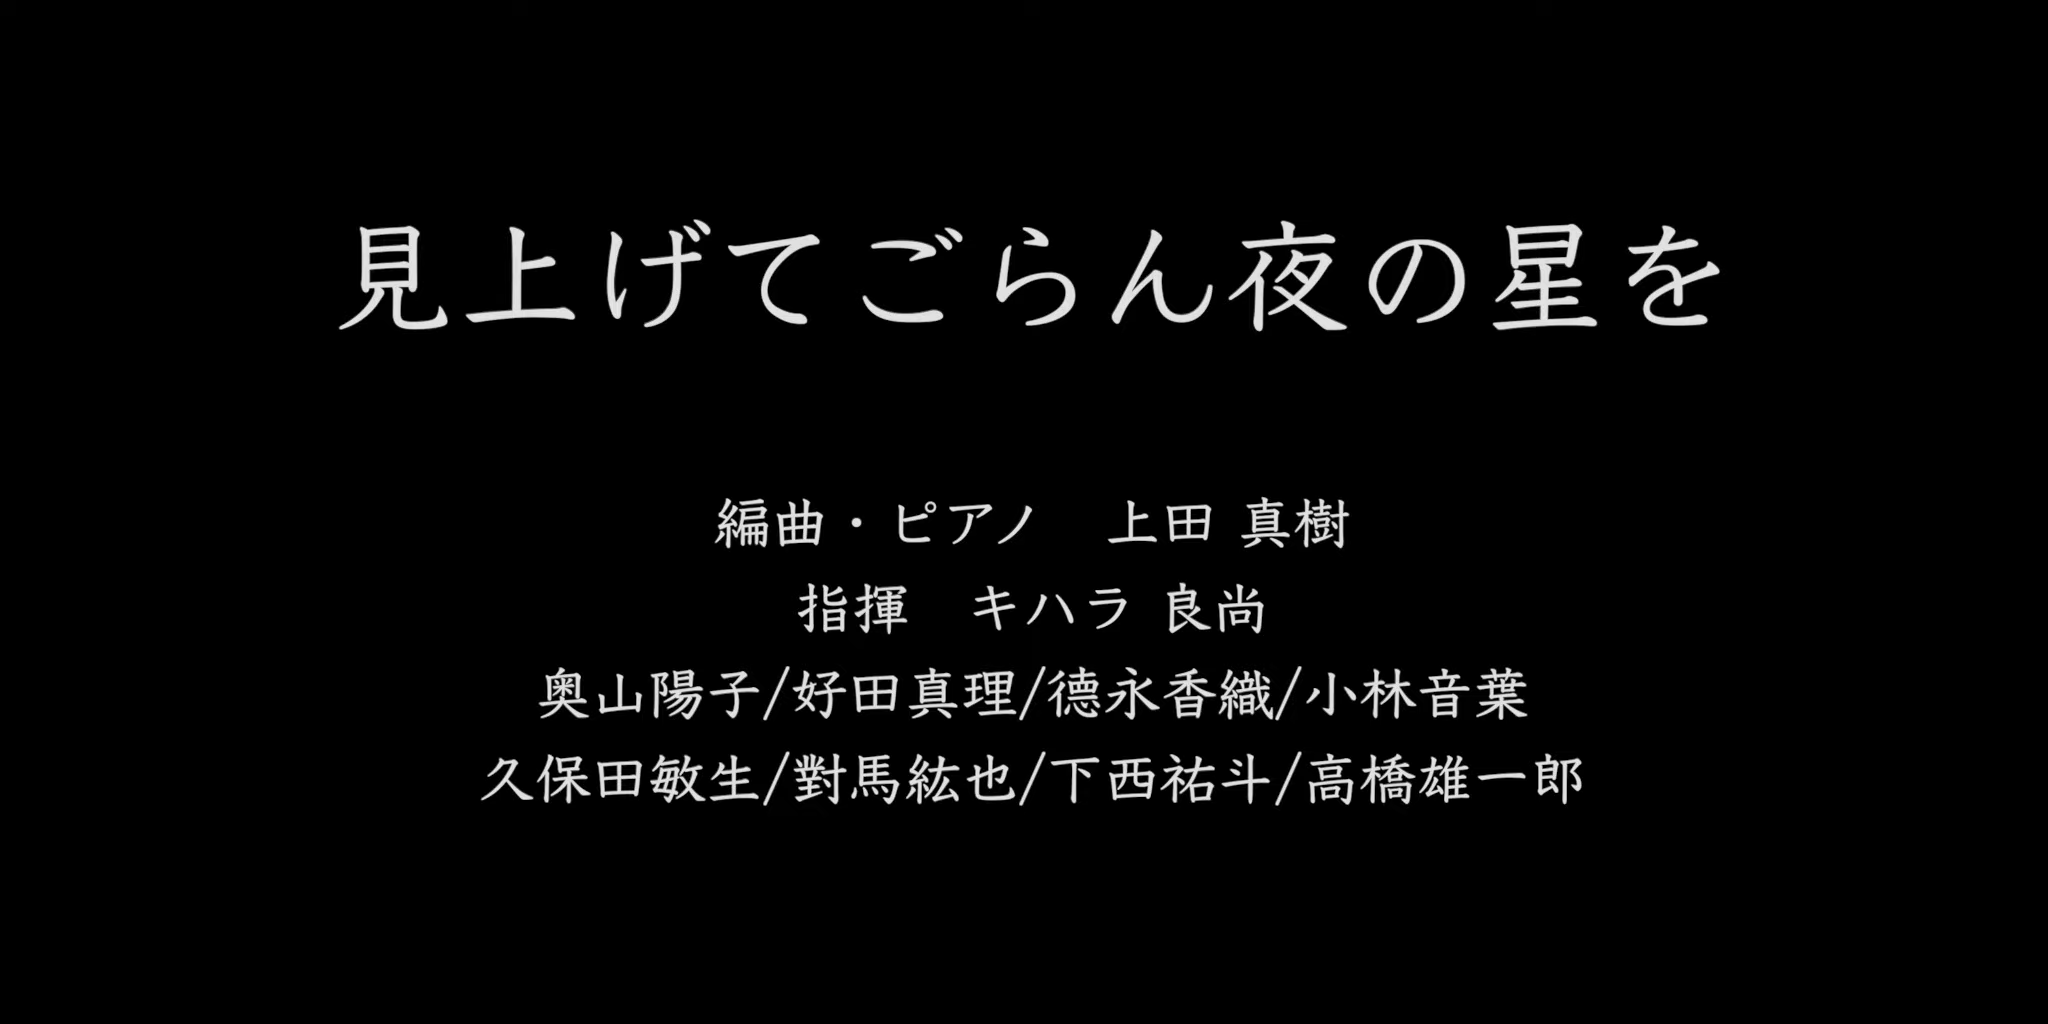 見上げてごらん夜の星を
編曲・ピアノ　上田 真樹
指揮　キハラ 良尚
奥山陽子/好田真理/德永香織/小林音葉
久保田敏生/對馬紘也/下西祐斗/高橋雄一郎